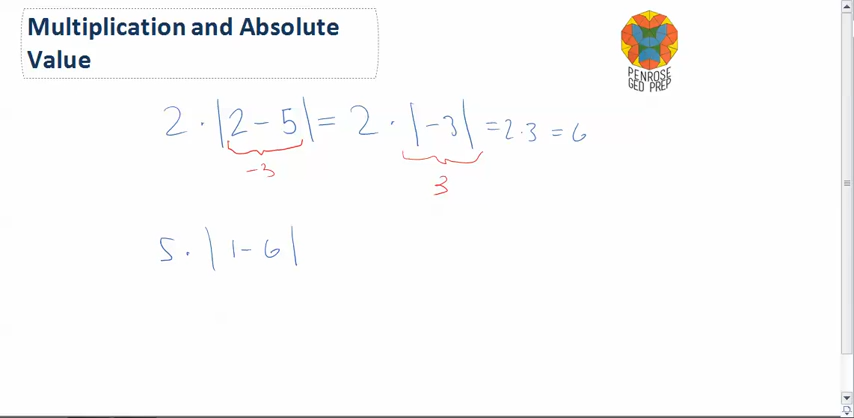 Multiplication and Absolute
Value
PENROSE
GED PREP
2 · |2 - 5| = 2 · |-3| = 2.3 = 6
-3
3
5 · |1 - 6|